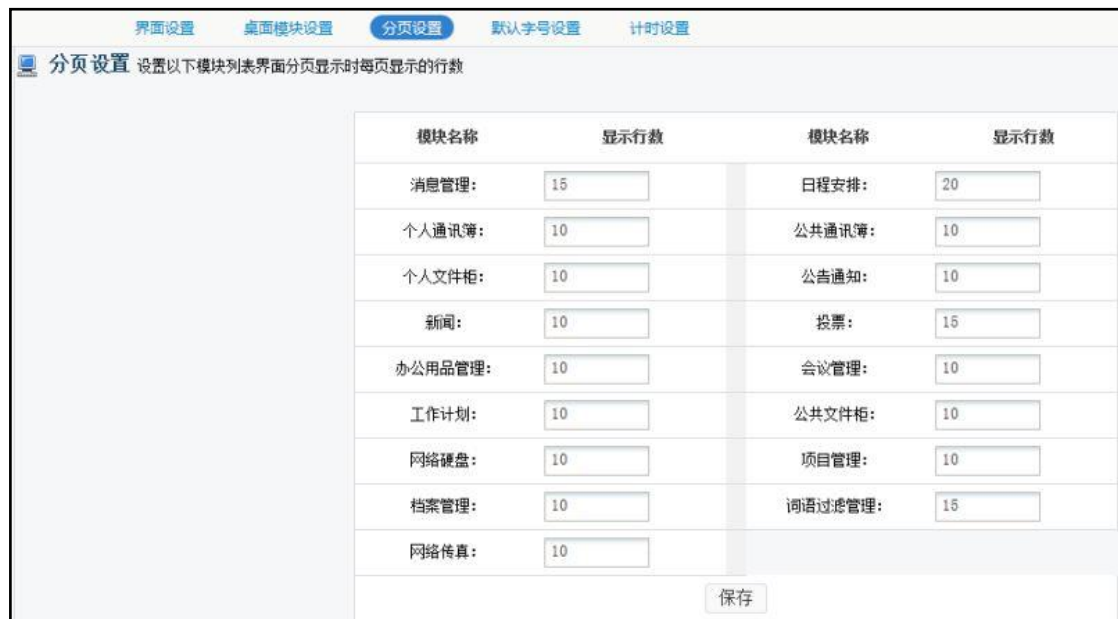 界面设置 桌面模块设置 分页设置 默认字号设置 计时设置
分页设置 设置以下模块列表界面分页显示时每页显示的行数
模块名称 显示行数 模块名称 显示行数
消息管理: 15 日程安排: 20
个人通讯簿: 10 公共通讯簿: 10
个人文件柜: 10 公告通知: 10
新闻: 10 投票: 15
办公用品管理: 10 会议管理: 10
工作计划: 10 公共文件柜: 10
网络硬盘: 10 项目管理: 10
档案管理: 10 词语过滤管理: 15
网络传真: 10
保存